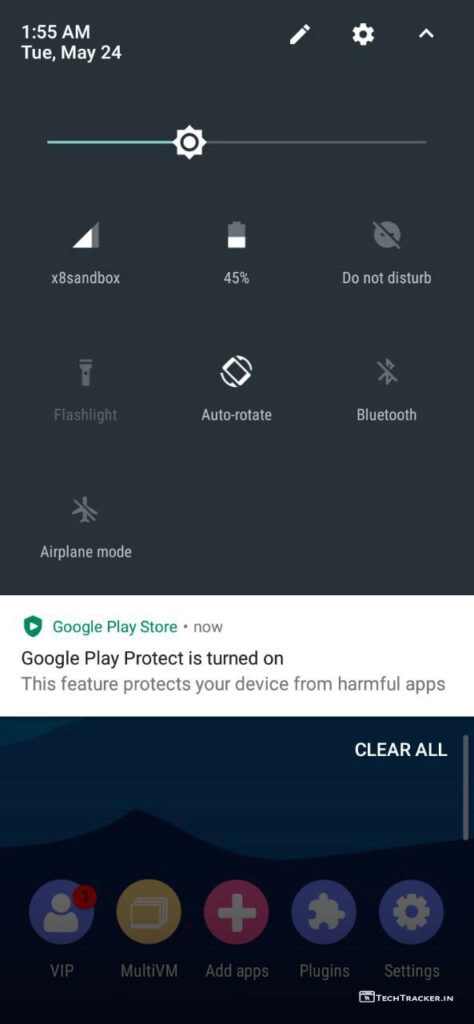 1:55 AM
Tue, May 24
x8sandbox
45%
Do not disturb
Flashlight
Auto-rotate
Bluetooth
Airplane mode
Google Play Store • now
Google Play Protect is turned on
This feature protects your device from harmful apps
CLEAR ALL
1
VIP
MultiVM
Add apps
Plugins
Settings
TECHTRACKER.IN